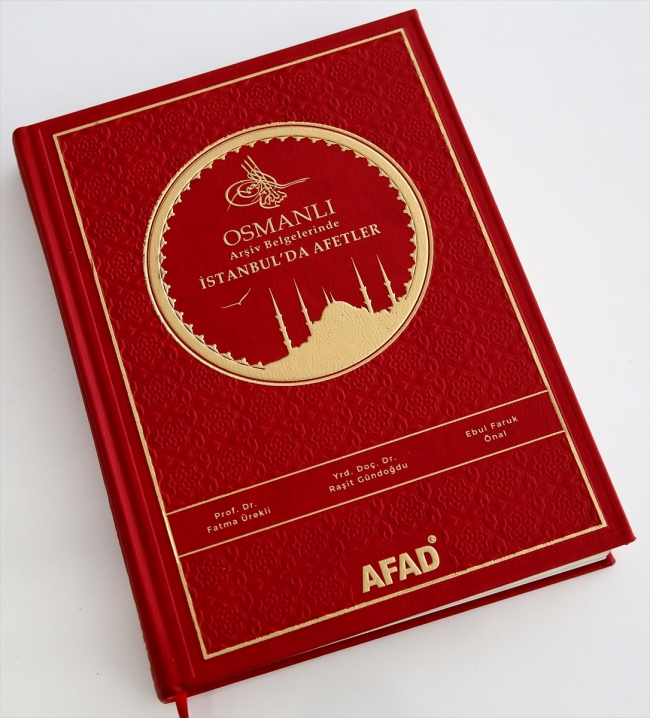 OSMANLI
Arşiv Belgelerinde
İSTANBUL'DA AFETLER
Prof. Dr.
Fatma Ürekli
Yrd. Doç. Dr.
Raşit Gündoğdu
Ebul Faruk
Önal
AFAD®